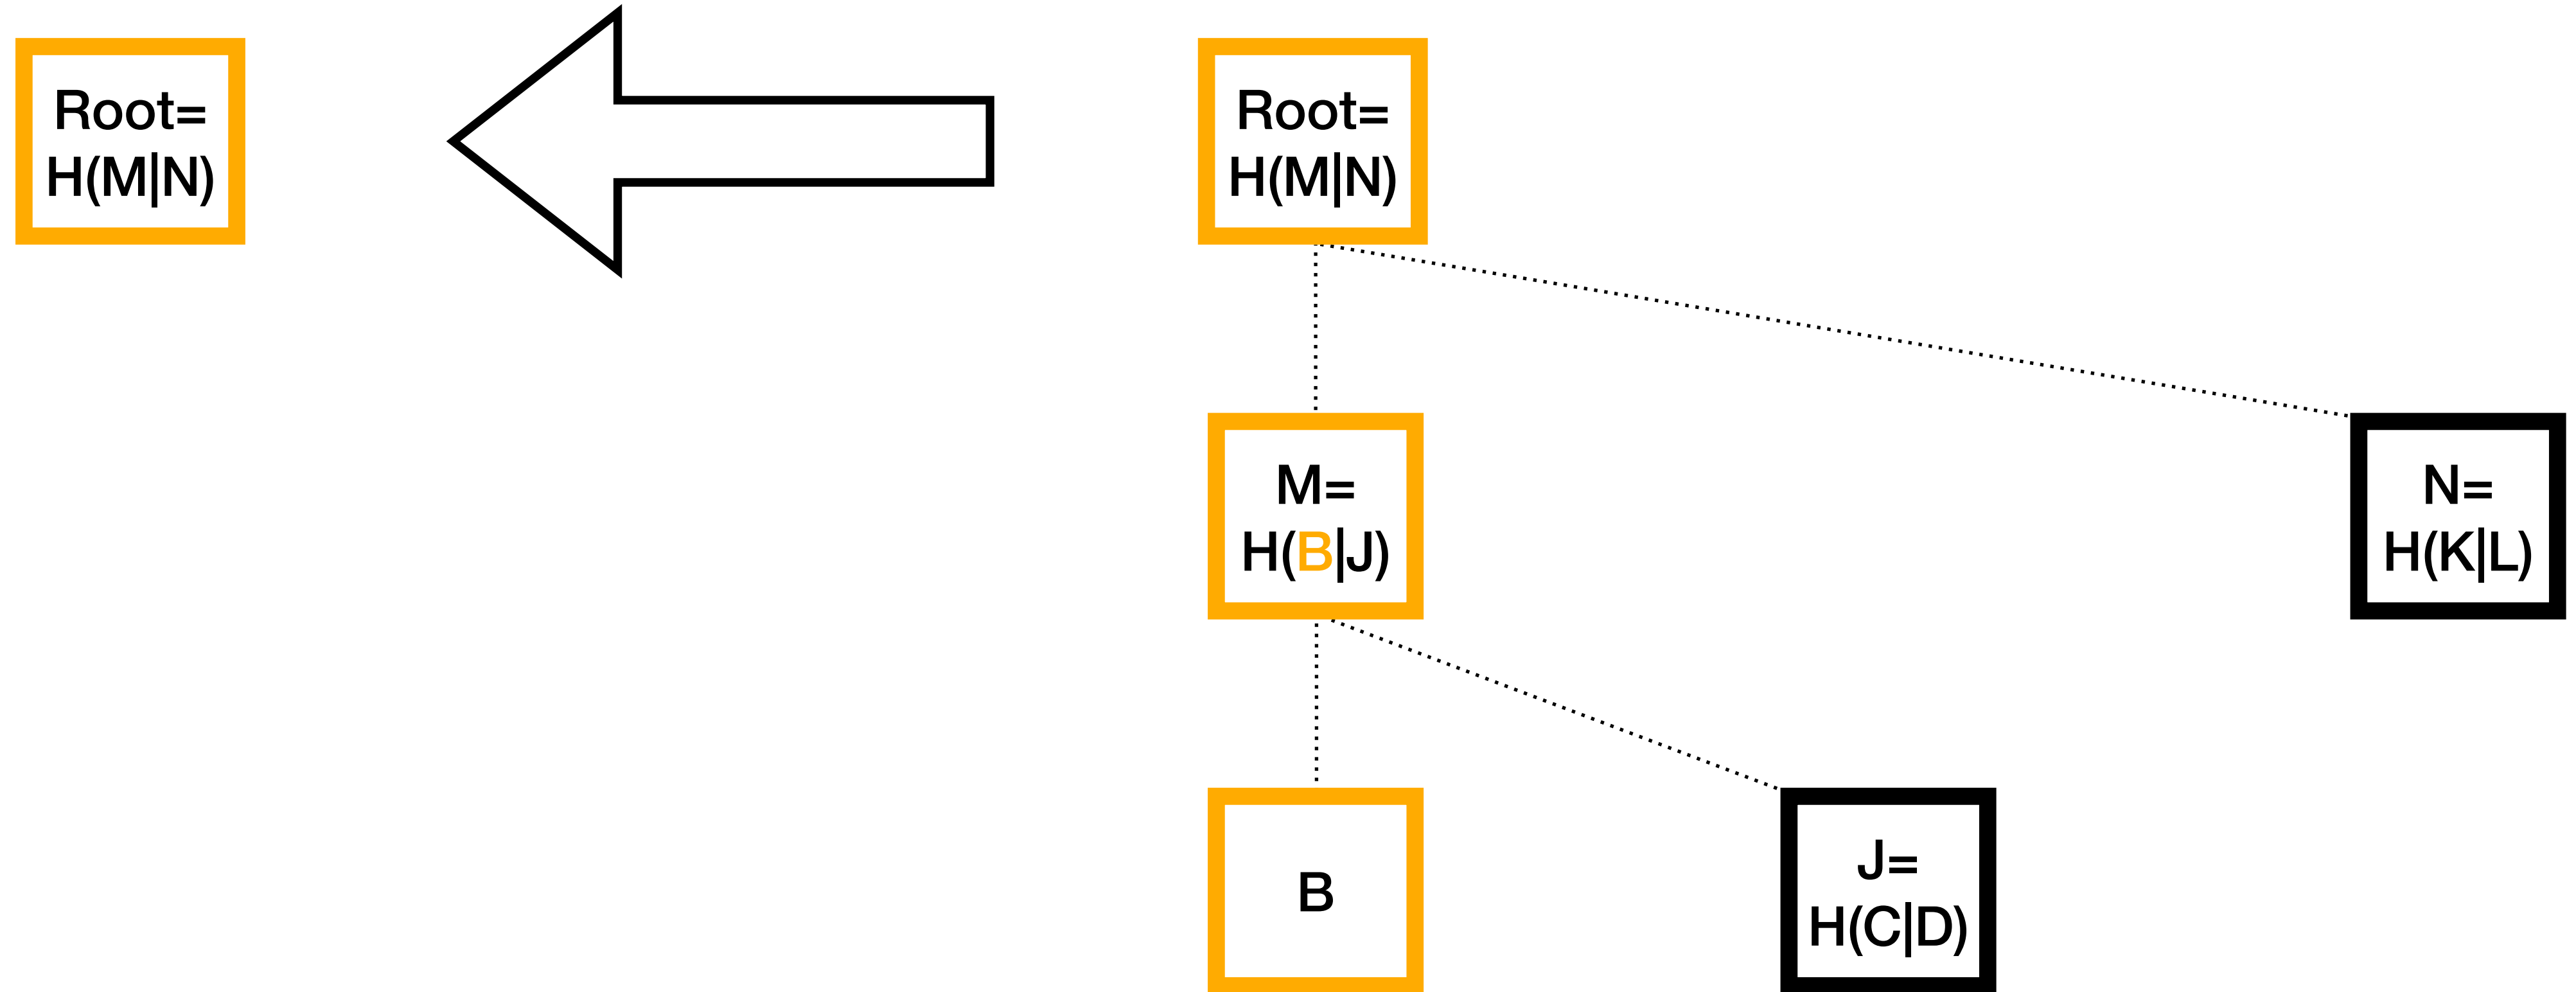 Root=
H(M|N)
Root=
H(M|N)
M=
H(B|J)
N=
H(K|L)
B
J=
H(C|D)